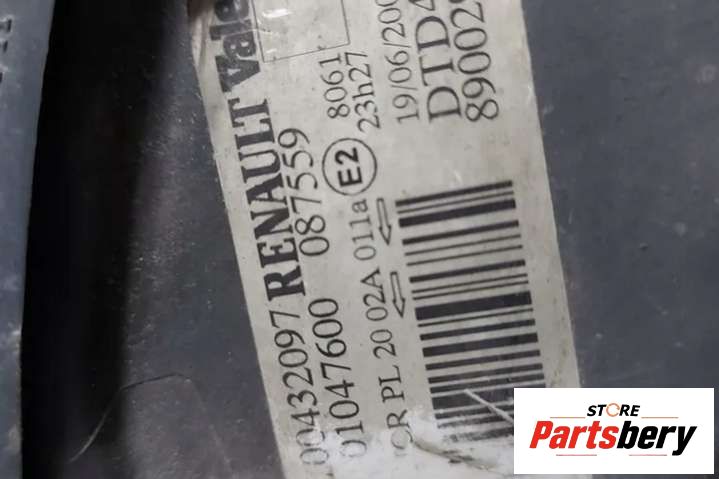 00432097 RENAULT Vale
01047600 087559
8061
23h27
CR PL 20 02A 011a E2
19/06/200
DTD4
89002
STORE
Partsbery